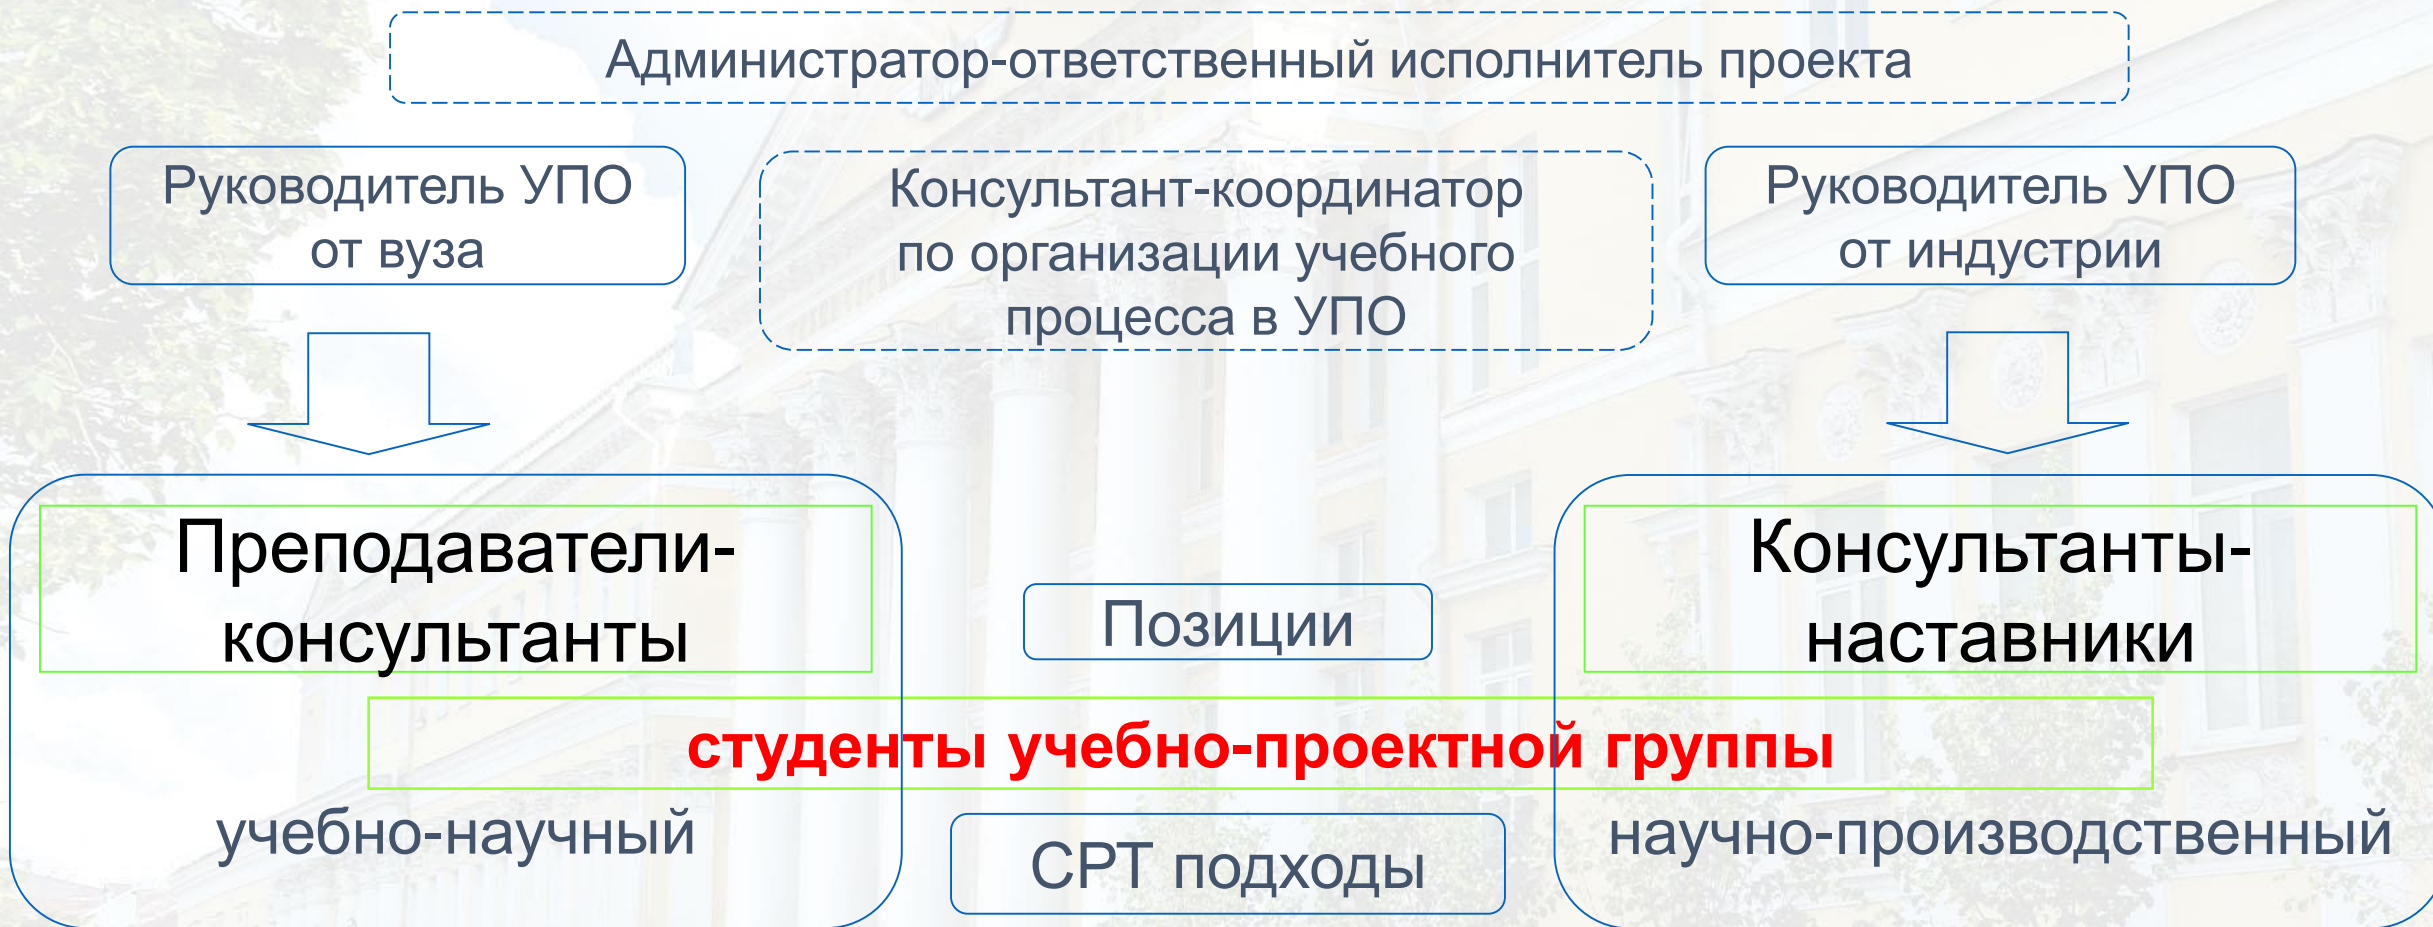 Администратор-ответственный исполнитель проекта
Руководитель УПО
от вуза
Консультант-координатор
по организации учебного
процесса в УПО
Руководитель УПО
от индустрии
Преподаватели-
консультанты
Позиции
Консультанты-
наставники
студенты учебно-проектной группы
учебно-научный
СРТ подходы
научно-производственный